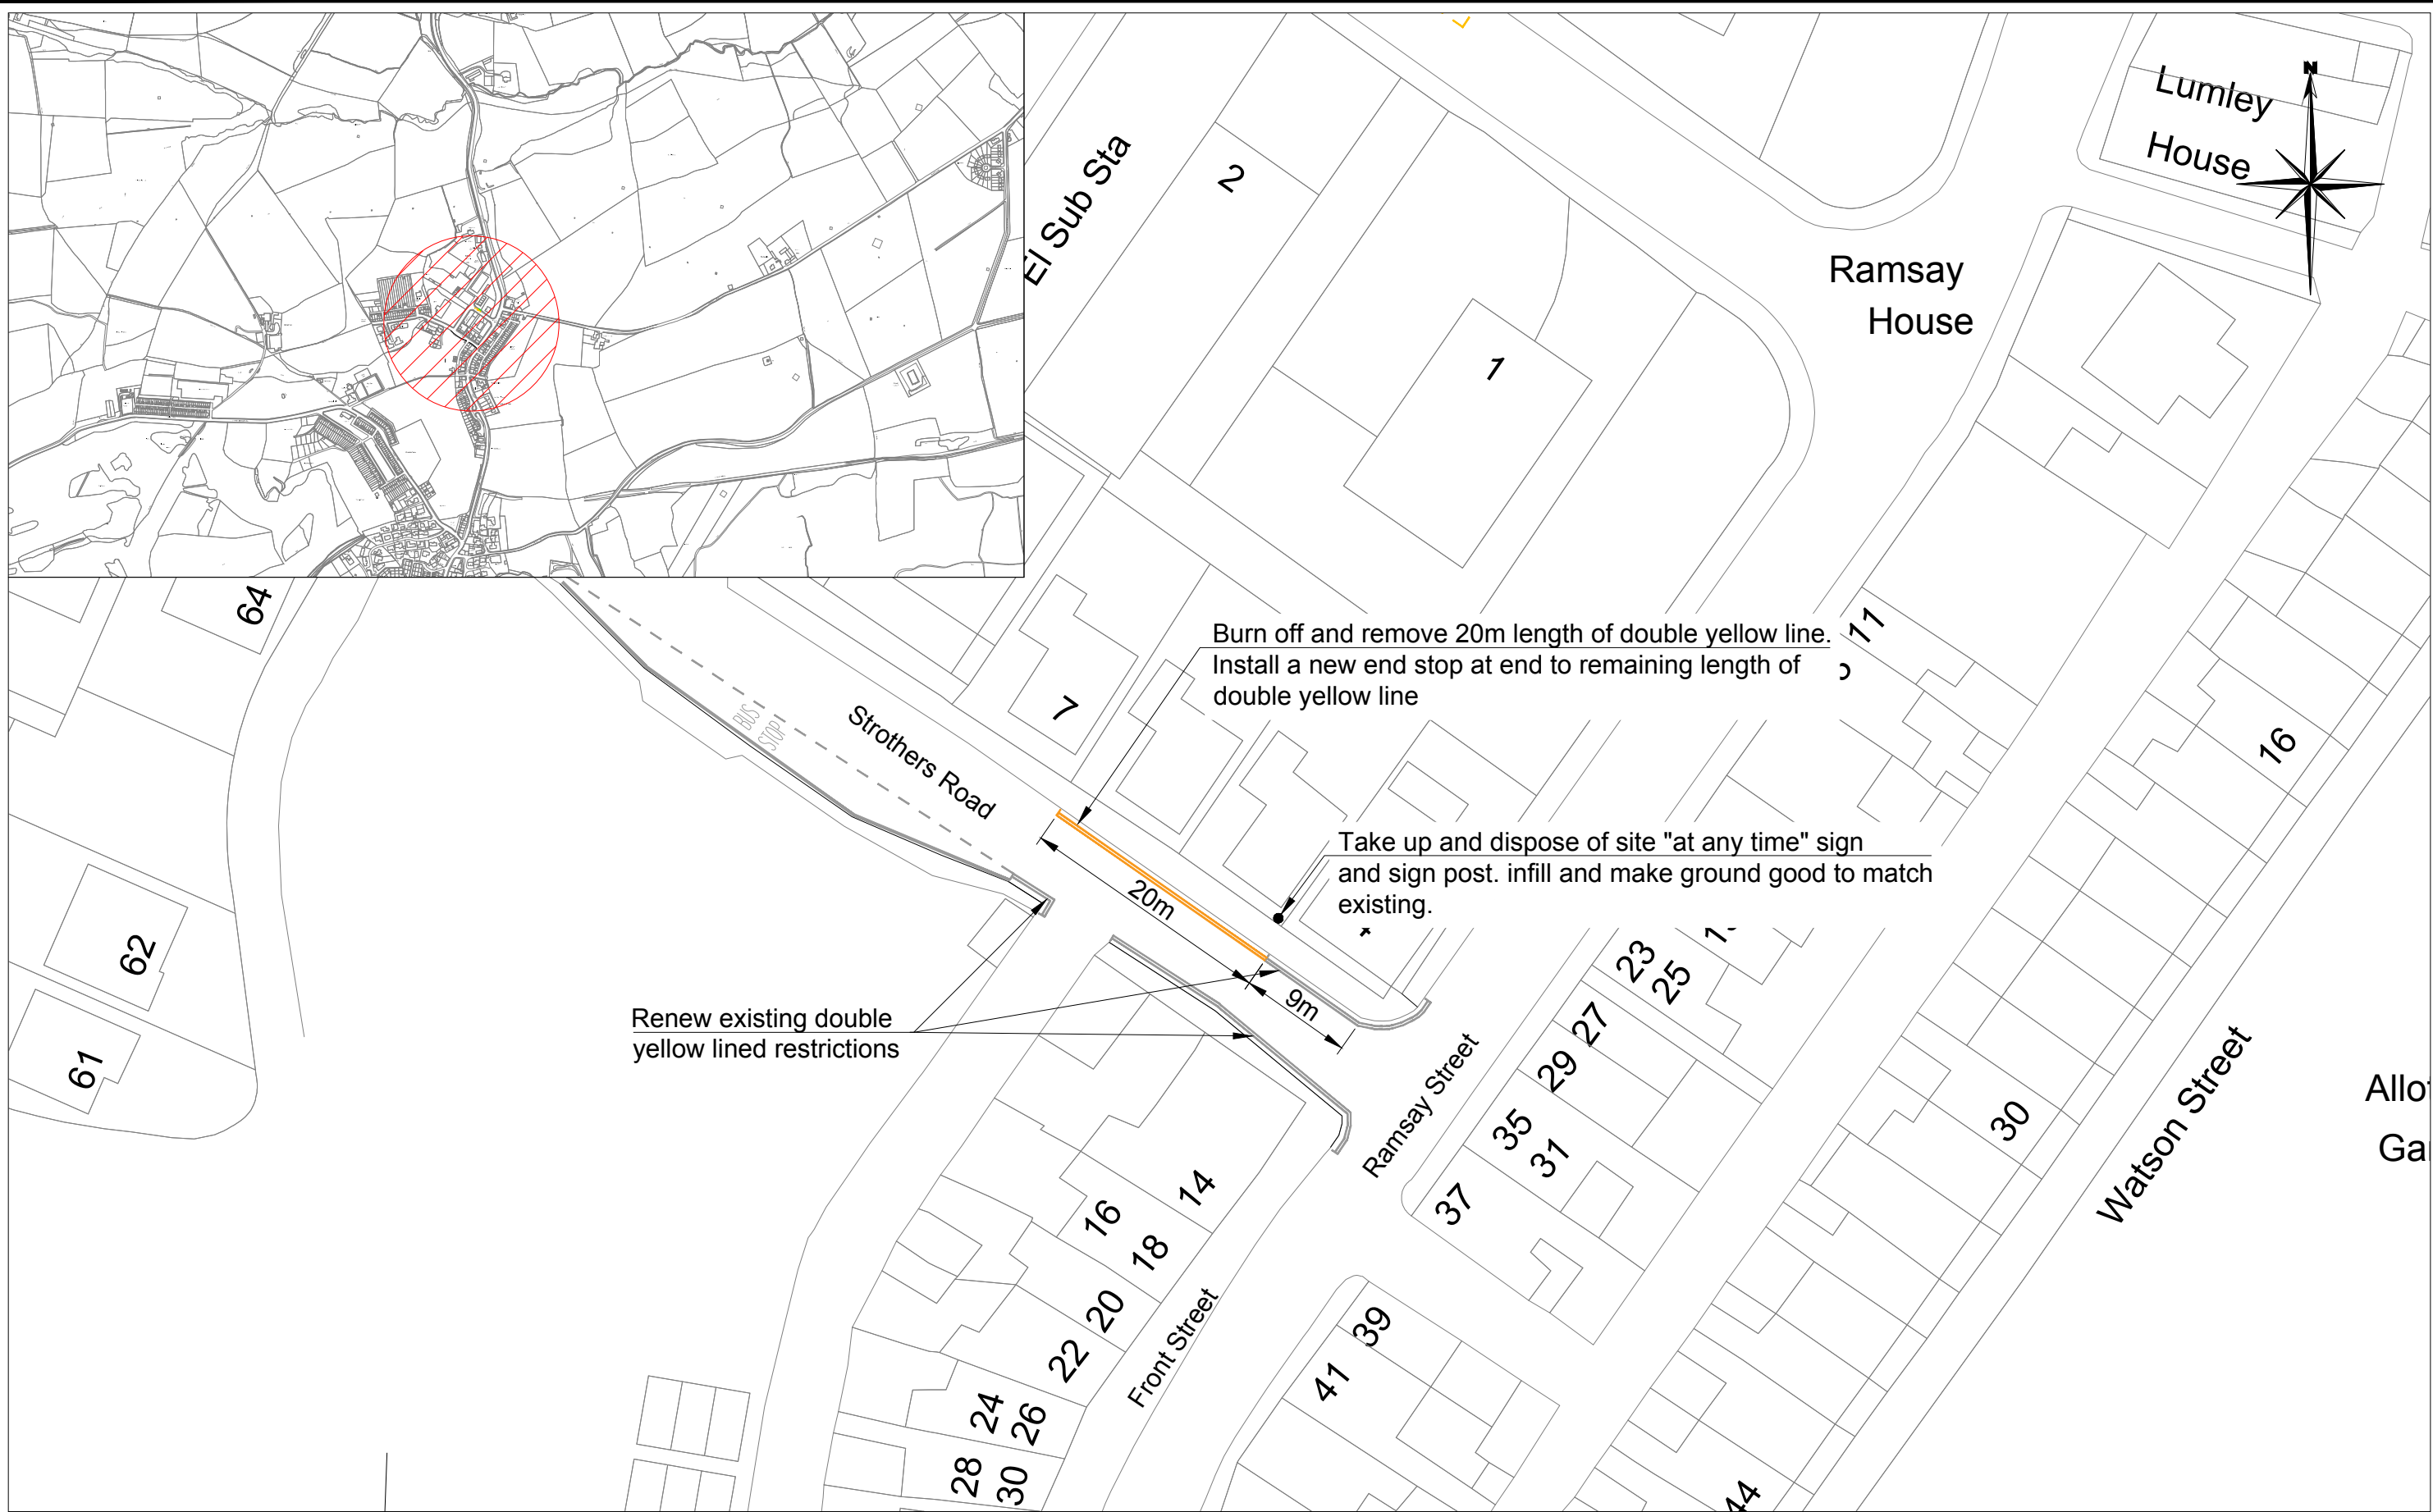 N
Lumley
House
El Sub Sta
2
Ramsay
House
1
64
Burn off and remove 20m length of double yellow line.
Install a new end stop at end to remaining length of
double yellow line
11
7
BUS
STOP
Strothers Road
16
Take up and dispose of site "at any time" sign
and sign post. infill and make ground good to match
existing.
20m
62
23
25
9m
27
Renew existing double
yellow lined restrictions
29
61
Ramsay Street
35
31
30
Watson Street
14
37
16
18
20
39
22
Front Street
41
24
26
28
30
44